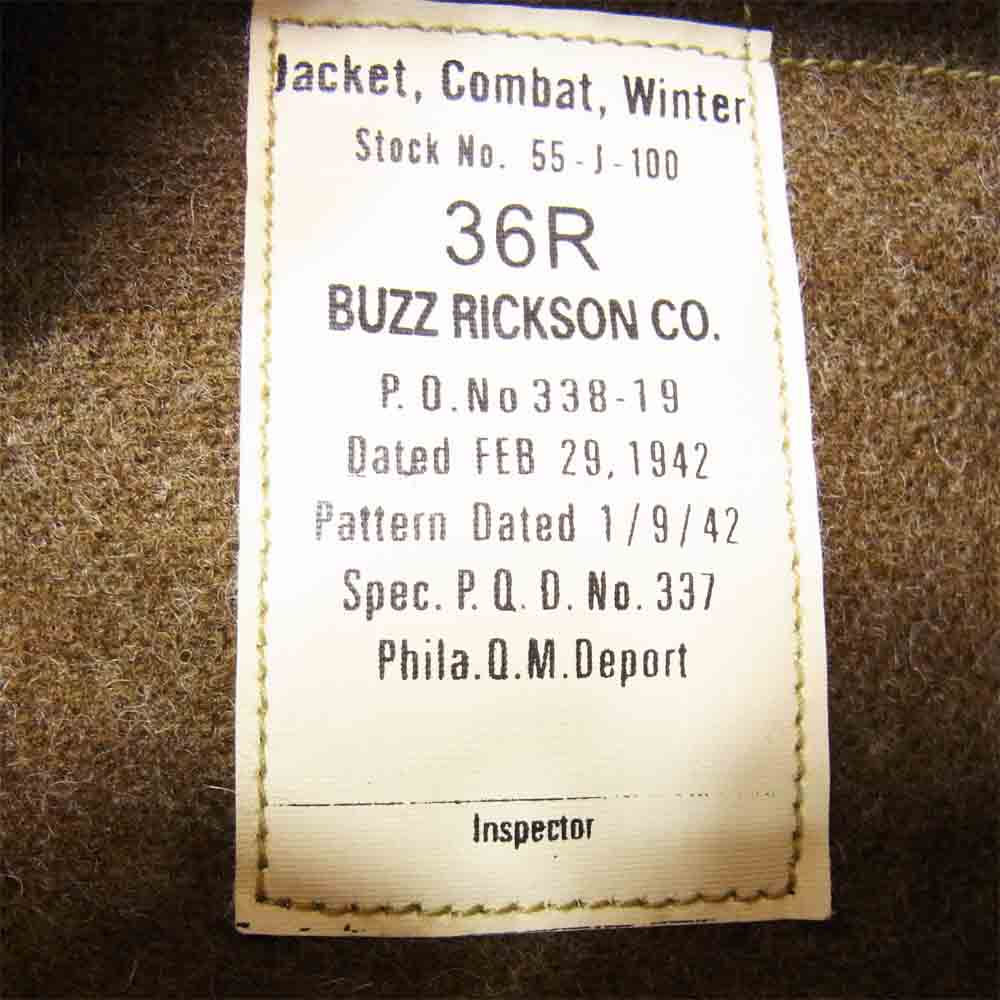 Jacket, Combat, Winter
Stock No. 55-J-100
36R
BUZZ RICKSON CO.
P.O.No 338-19
Dated FEB 29,1942
Pattern Dated 1/9/42
Spec. P.Q.D. No. 337
Phila.Q.M.Deport
Inspector